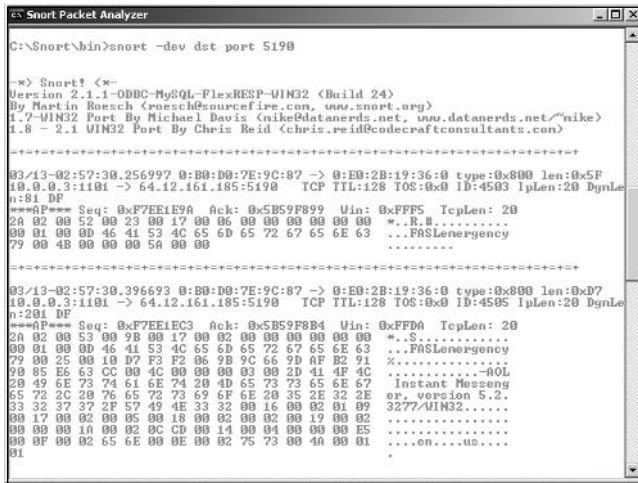 Snort Packet Analyzer
C:\Snort\bin>snort -dev dst port 5190
-*> Snort! <*-
Version 2.1.1-ODBC-MySQL-FlexRESP-WIN32 (Build 24)
By Martin Roesch (roesch@sourcefire.com, www.snort.org)
1.7-WIN32 Port By Michael Davis (mike@datanerds.net, www.datanerds.net/~mike)
1.8 - 2.1 WIN32 Port By Chris Reid (chris.reid@codecraftconsultants.com)
=+=+=+=+=+=+=+=+=+=+=+=+=+=+=+=+=+=+=+=+=+=+=+=+=+=+=+=+=+=+=+=+=+=+=+=+=+
03/13-02:57:30.256997 0:B0:D0:7E:9C:87 -> 0:E0:2B:19:36:0 type:0x800 len:0x5F
10.0.0.3:1101 -> 64.12.161.185:5190 TCP TTL:128 TOS:0x0 ID:4503 IpLen:20 DgmLe
n:81 DF
***AP*** Seq: 0xF7EE1E9A Ack: 0x5B59F899 Win: 0xFFF5 TcpLen: 20
2A 02 00 52 00 23 00 17 00 06 00 00 00 00 00 00 *..R.#..........
00 01 00 0D 46 41 53 4C 65 6D 65 72 67 65 6E 63 ...FASLemergency
79 00 4B 00 00 00 5A 00 00 .........
=+=+=+=+=+=+=+=+=+=+=+=+=+=+=+=+=+=+=+=+=+=+=+=+=+=+=+=+=+=+=+=+=+=+=+=+=+
03/13-02:57:30.396693 0:B0:D0:7E:9C:87 -> 0:E0:2B:19:36:0 type:0x800 len:0xD7
10.0.0.3:1101 -> 64.12.161.185:5190 TCP TTL:128 TOS:0x0 ID:4505 IpLen:20 DgmLe
n:201 DF
***AP*** Seq: 0xF7EE1EC3 Ack: 0x5B59F8B4 Win: 0xFFDA TcpLen: 20
2A 02 00 53 00 9B 00 17 00 02 00 00 00 00 00 00 *..S............
00 01 00 0D 46 41 53 4C 65 6D 65 72 67 65 6E 63 ...FASLemergency
79 00 25 00 10 D7 F3 F2 06 9B 9C 66 9D AF B2 91 %...............
90 85 E6 63 CC 00 4C 00 00 00 03 00 2D 41 4F 4C ............-AOL
20 49 6E 73 74 61 6E 74 20 4D 65 73 73 65 6E 67 Instant Messeng
65 72 2C 20 76 65 72 73 69 6F 6E 20 35 2E 32 2E er, version 5.2.
33 32 37 37 2F 57 49 4E 33 32 00 16 00 02 01 09 3277/WIN32......
00 17 00 02 00 05 00 18 00 02 00 02 00 19 00 02 ................
00 00 00 1A 00 02 0C CD 00 14 00 04 00 00 00 E5 ................
00 0F 00 02 65 6E 00 0E 00 02 75 73 00 4A 00 01 ....en....us....
01 .